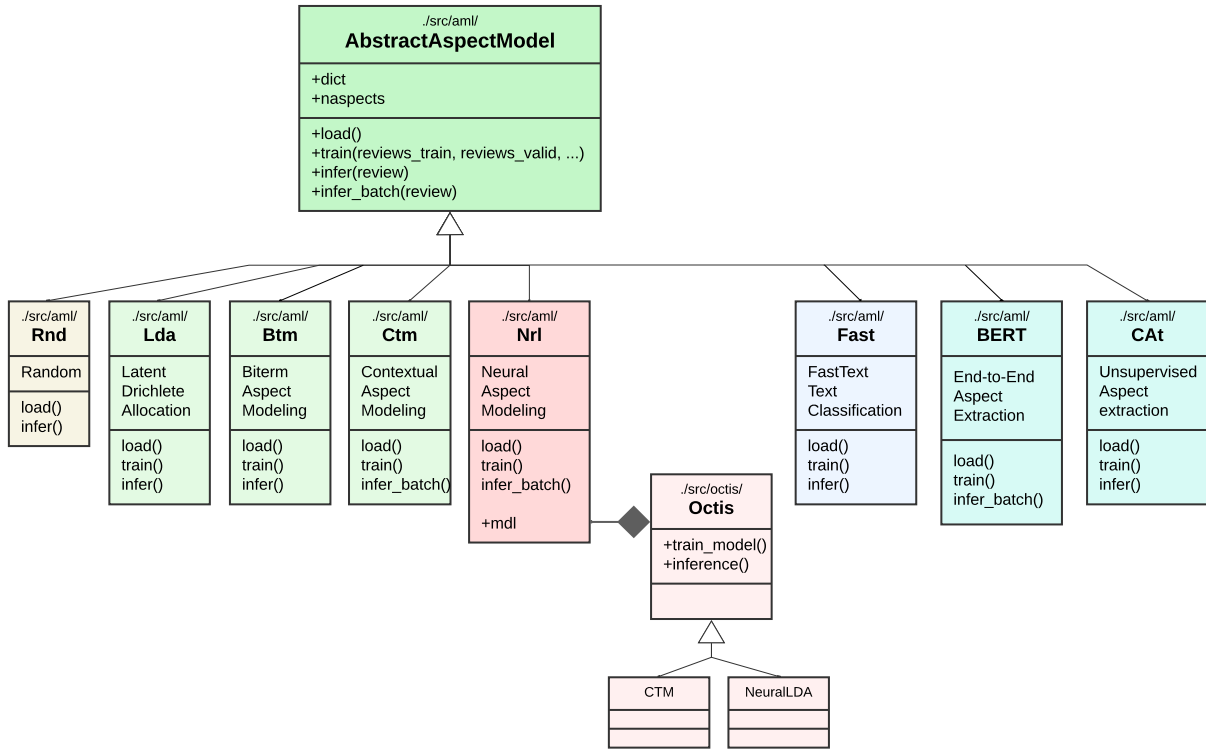 ./src/aml/
AbstractAspectModel
+dict
+naspects
+load()
+train(reviews_train, reviews_valid, ...)
+infer(review)
+infer_batch(review)
./src/aml/
Rnd
Random
load()
infer()
./src/aml/
Lda
Latent
Drichlete
Allocation
load()
train()
infer()
./src/aml/
Btm
Biterm
Aspect
Modeling
load()
train()
infer()
./src/aml/
Ctm
Contextual
Aspect
Modeling
load()
train()
infer_batch()
./src/aml/
Nrl
Neural
Aspect
Modeling
load()
train()
infer_batch()
+mdl
./src/octis/
Octis
+train_model()
+inference()
CTM
NeuralLDA
./src/aml/
Fast
FastText
Text
Classification
load()
train()
infer()
./src/aml/
BERT
End-to-End
Aspect
Extraction
load()
train()
infer_batch()
./src/aml/
CAt
Unsupervised
Aspect
extraction
load()
train()
infer()